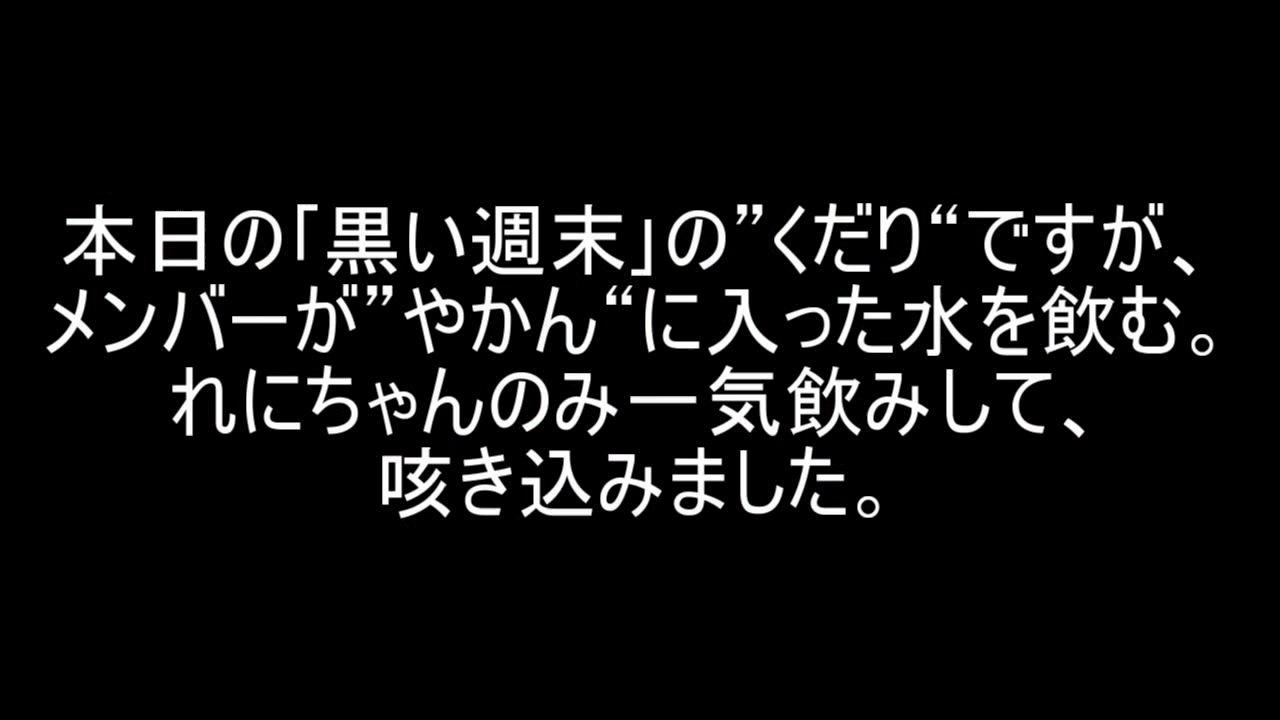 本日の「黒い週末」の”くだり“ですが、
メンバーが”やかん“に入った水を飲む。
れにちゃんのみ一気飲みして、
咳き込みました。